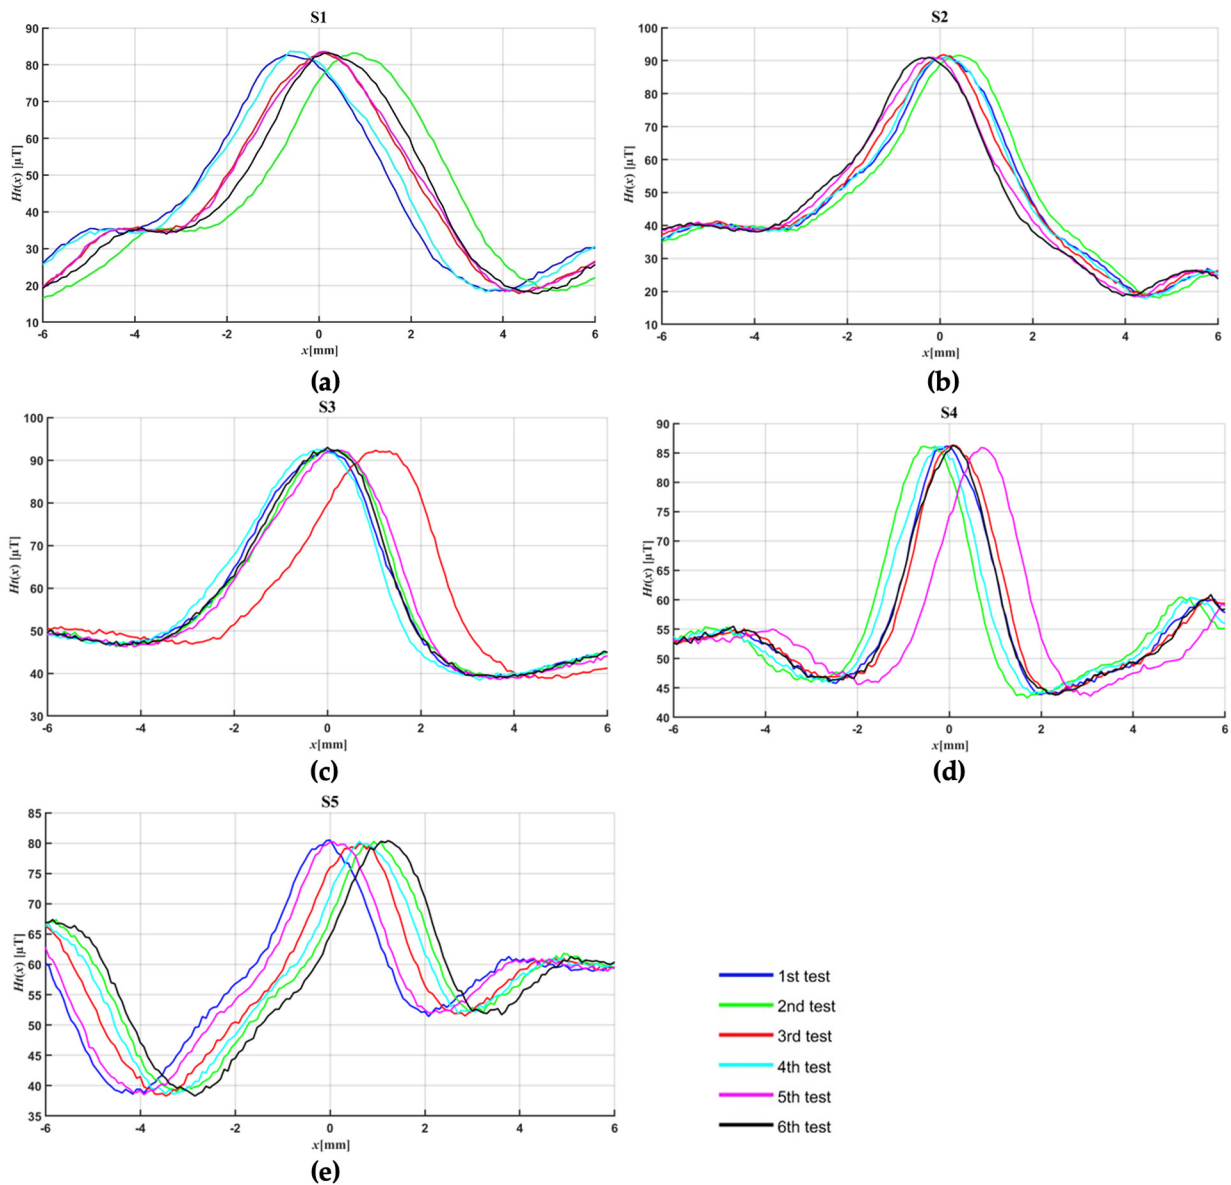 S1
90
80
70
60
50
40
30
20
10
Ht(x) [µT]
-6 -4 -2 0 2 4 6
x[mm]
(a)
S2
100
90
80
70
60
50
40
30
20
10
Ht(x) [µT]
-6 -4 -2 0 2 4 6
x[mm]
(b)
S3
100
90
80
70
60
50
40
30
Ht(x) [µT]
-6 -4 -2 0 2 4 6
x[mm]
(c)
S4
90
85
80
75
70
65
60
55
50
45
40
Ht(x) [µT]
-6 -4 -2 0 2 4 6
x[mm]
(d)
S5
85
80
75
70
65
60
55
50
45
40
35
Ht(x) [µT]
-6 -4 -2 0 2 4 6
x[mm]
(e)
1st test
2nd test
3rd test
4th test
5th test
6th test